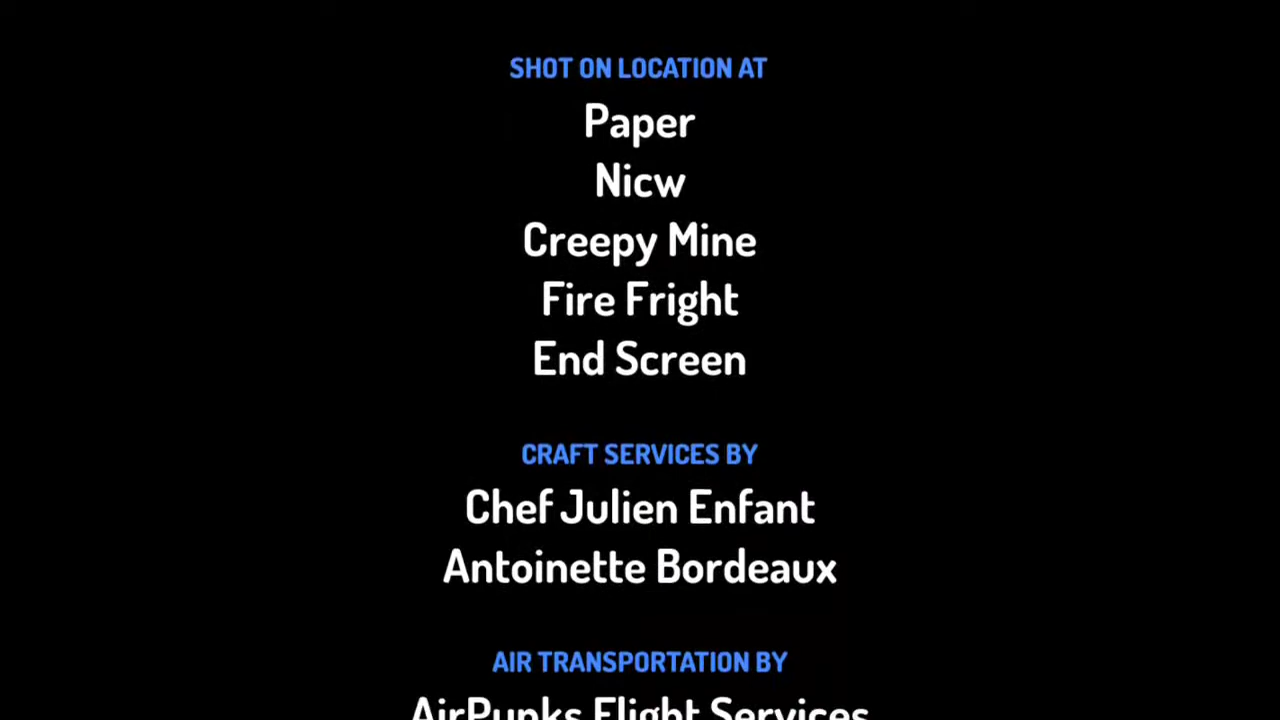 SHOT ON LOCATION AT
Paper
Nicw
Creepy Mine
Fire Fright
End Screen
CRAFT SERVICES BY
Chef Julien Enfant
Antoinette Bordeaux
AIR TRANSPORTATION BY
AirPunks Flight Services